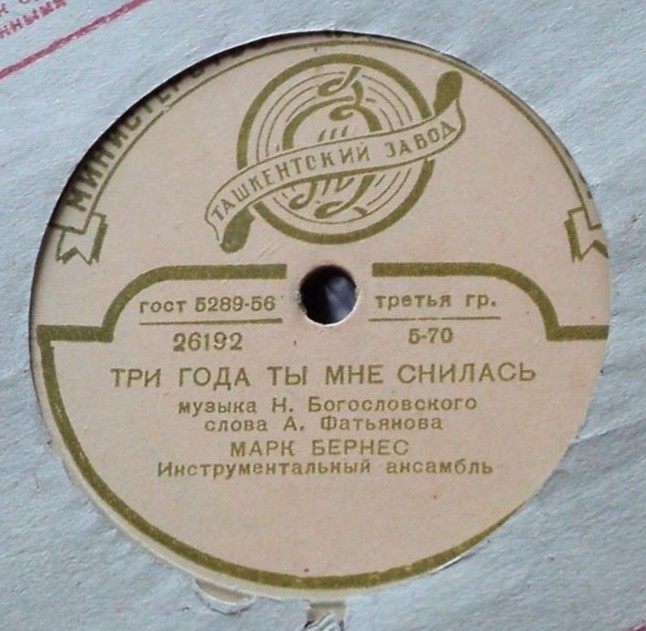 ТАШКЕНТСКИЙ ЗАВОД
гост 5289-56 третья гр.
26192 5-70
ТРИ ГОДА ТЫ МНЕ СНИЛАСЬ
музыка Н. Богословского
слова А. Фатьянова
МАРК БЕРНЕС
Инструментальный ансамбль